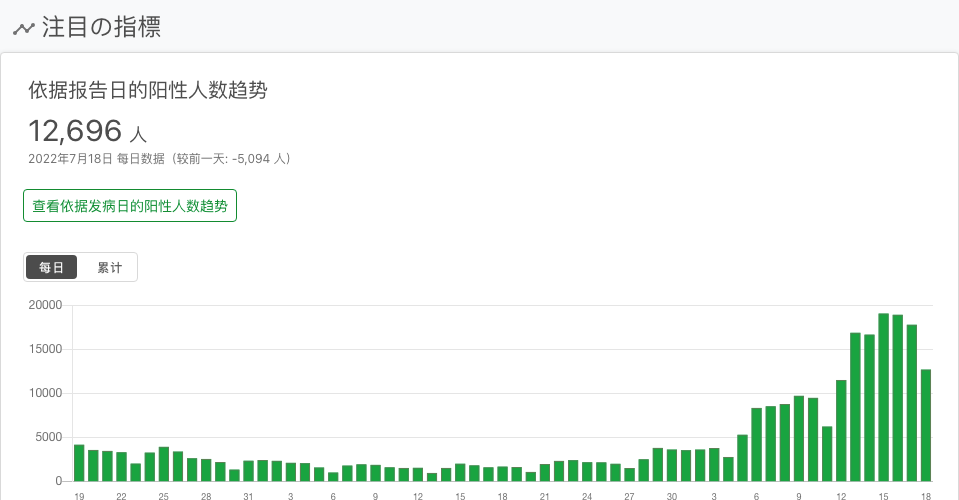 注目の指標
依据报告日的阳性人数趋势
12,696 人
2022年7月18日 每日数据（较前一天: -5,094 人）
查看依据发病日的阳性人数趋势
每日 累计
20000
15000
10000
5000
0
19 22 25 28 31 3 6 9 12 15 18 21 24 27 30 3 6 9 12 15 18